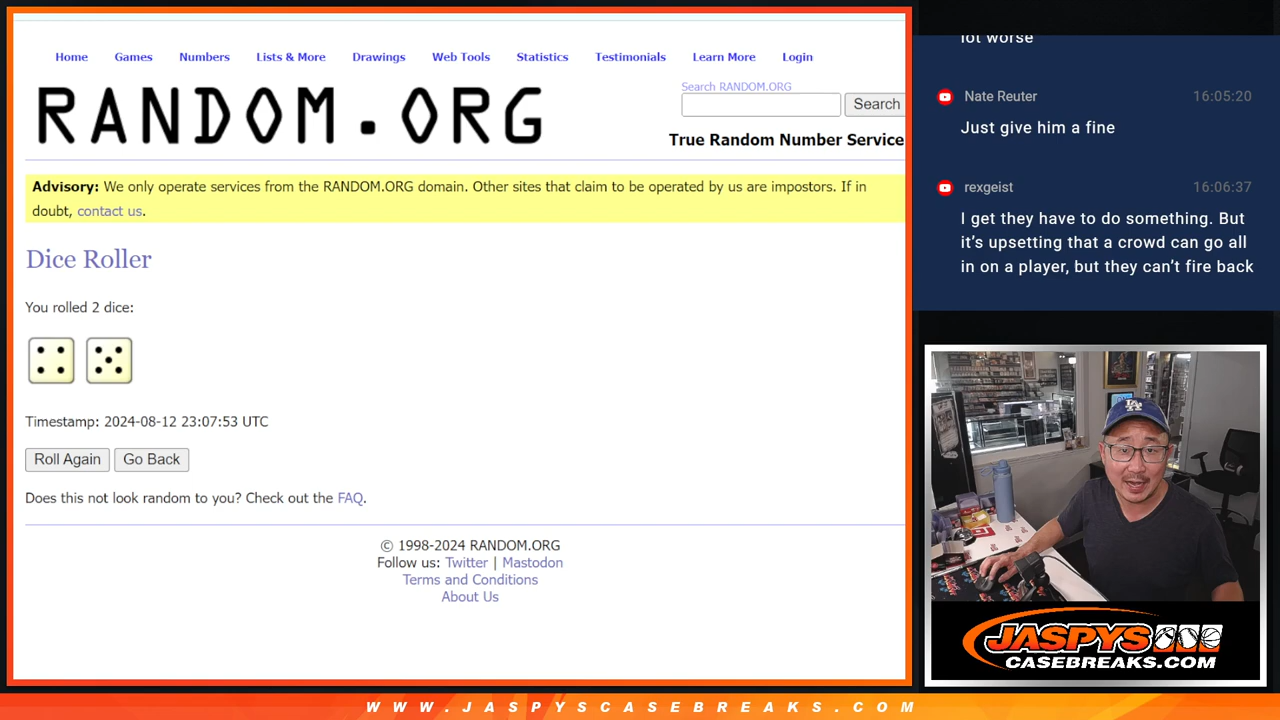 Home Games Numbers Lists & More Drawings Web Tools Statistics Testimonials Learn More Login
RANDOM.ORG
Search RANDOM.ORG
Search
True Random Number Service
Advisory: We only operate services from the RANDOM.ORG domain. Other sites that claim to be operated by us are impostors. If in
doubt, contact us.
Dice Roller
You rolled 2 dice:
Timestamp: 2024-08-12 23:07:53 UTC
Roll Again Go Back
Does this not look random to you? Check out the FAQ.
© 1998-2024 RANDOM.ORG
Follow us: Twitter | Mastodon
Terms and Conditions
About Us
lot worse
Nate Reuter 16:05:20
Just give him a fine
rexgeist 16:06:37
I get they have to do something. But
it’s upsetting that a crowd can go all
in on a player, but they can’t fire back
LA
JASPYS
CASEBREAKS.COM
WWW.JASPYSCASEBREAKS.COM